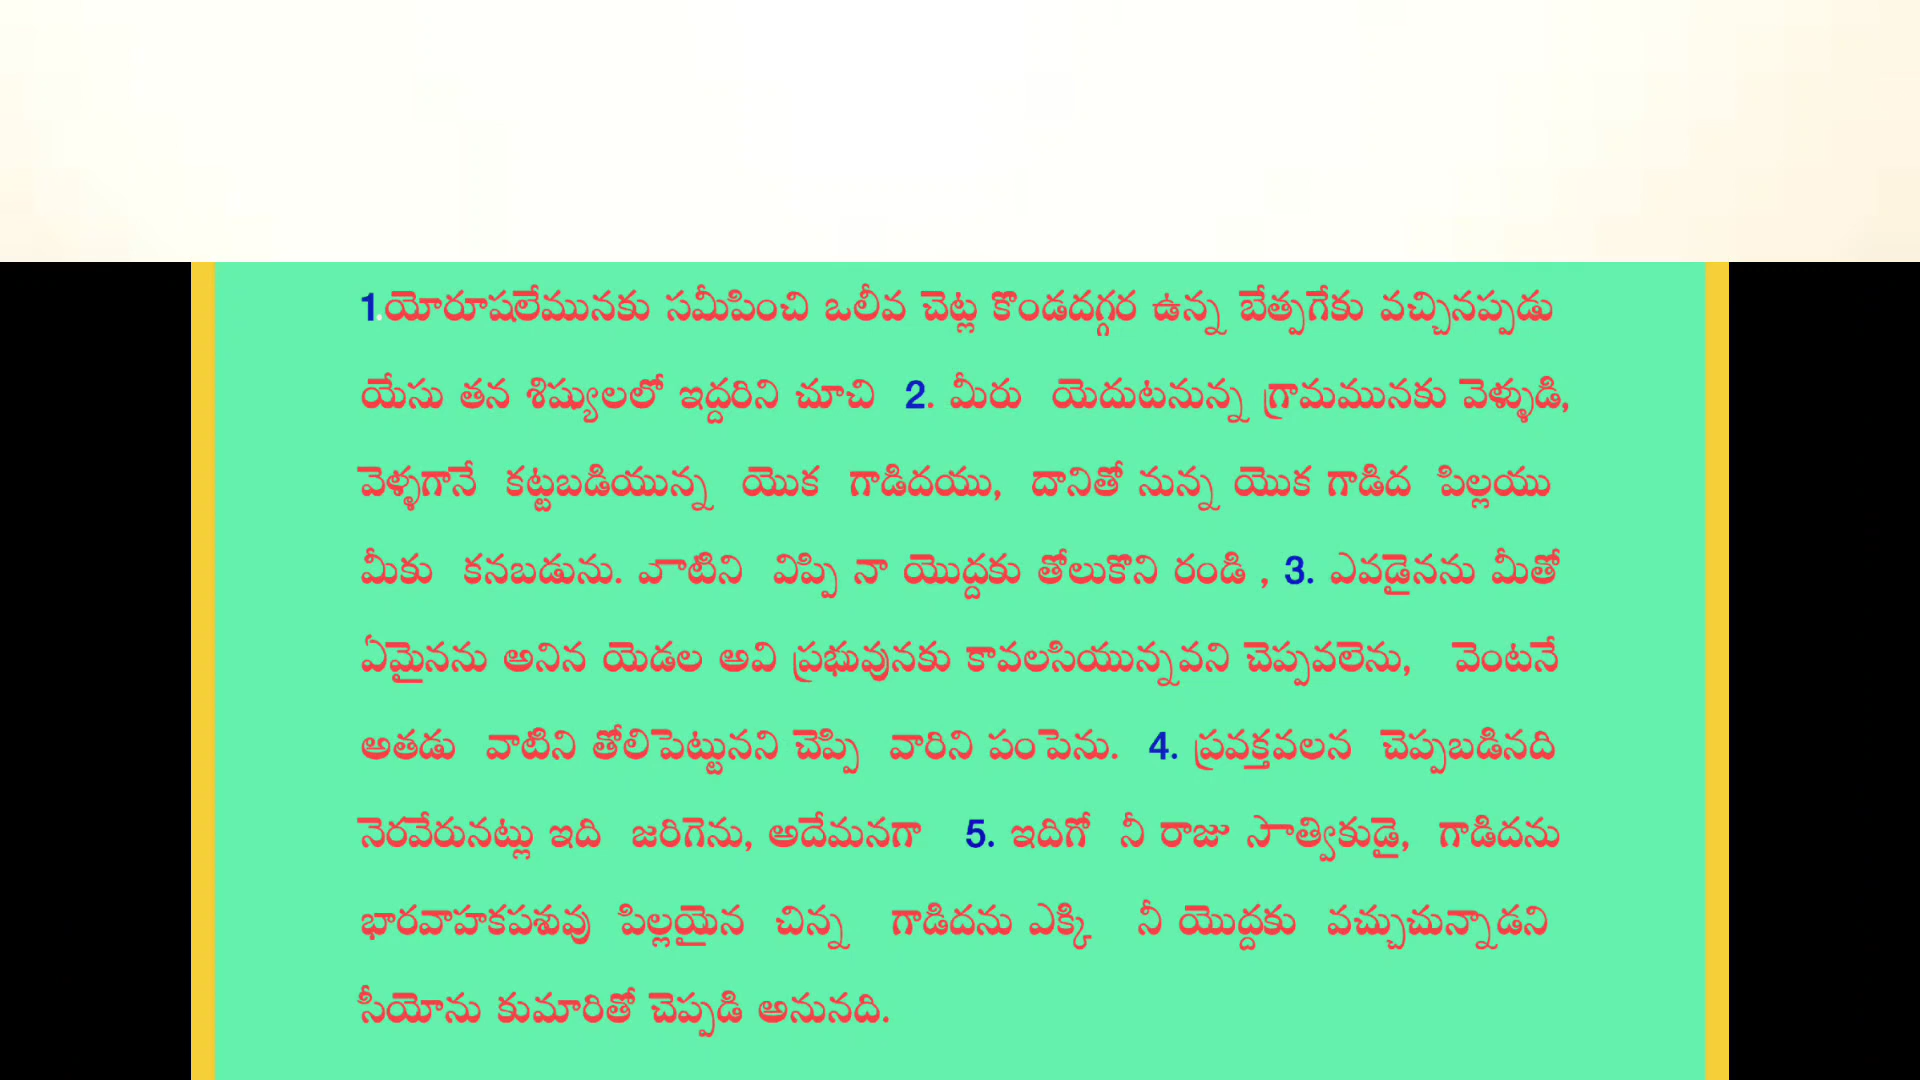 1.యోరూషలేమునకు సమీపించి ఒలీవ చెట్ల కొండదగ్గర ఉన్న బేత్పగేకు వచ్చినప్పడు
యేసు తన శిష్యులలో ఇద్దరిని చూచి 2. మీరు యెదుటనున్న గ్రామమునకు వెళ్ళుడి,
వెళ్ళగానే కట్టబడియున్న యొక గాడిదయు, దానితో నున్న యొక గాడిద పిల్లయు
మీకు కనబడును. వాటిని విప్పి నా యొద్దకు తోలుకొని రండి , 3. ఎవడైనను మీతో
ఏమైనను అనిన యెడల అవి ప్రభువునకు కావలసియున్నవని చెప్పవలెను, వెంటనే
అతడు వాటిని తోలిపెట్టునని చెప్పి వారిని పంపెను. 4. ప్రవక్తవలన చెప్పబడినది
నెరవేరునట్లు ఇది జరిగెను, అదేమనగా 5. ఇదిగో నీ రాజు సాత్వికుడై, గాడిదను
భారవాహకపశువు పిల్లయైన చిన్న గాడిదను ఎక్కి నీ యొద్దకు వచ్చుచున్నాడని
సీయోను కుమారితో చెప్పడి అనునది.